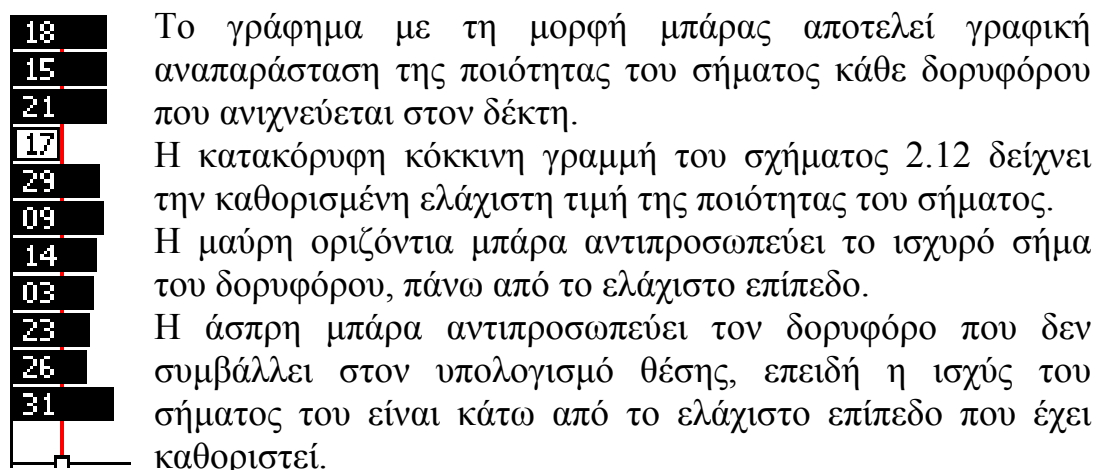 18
15
21
17
29
09
14
03
23
26
31
Το γράφημα με τη μορφή μπάρας αποτελεί γραφική
αναπαράσταση της ποιότητας του σήματος κάθε δορυφόρου
που ανιχνεύεται στον δέκτη.
Η κατακόρυφη κόκκινη γραμμή του σχήματος 2.12 δείχνει
την καθορισμένη ελάχιστη τιμή της ποιότητας του σήματος.
Η μαύρη οριζόντια μπάρα αντιπροσωπεύει το ισχυρό σήμα
του δορυφόρου, πάνω από το ελάχιστο επίπεδο.
Η άσπρη μπάρα αντιπροσωπεύει τον δορυφόρο που δεν
συμβάλλει στον υπολογισμό θέσης, επειδή η ισχύς του
σήματος του είναι κάτω από το ελάχιστο επίπεδο που έχει
καθοριστεί.